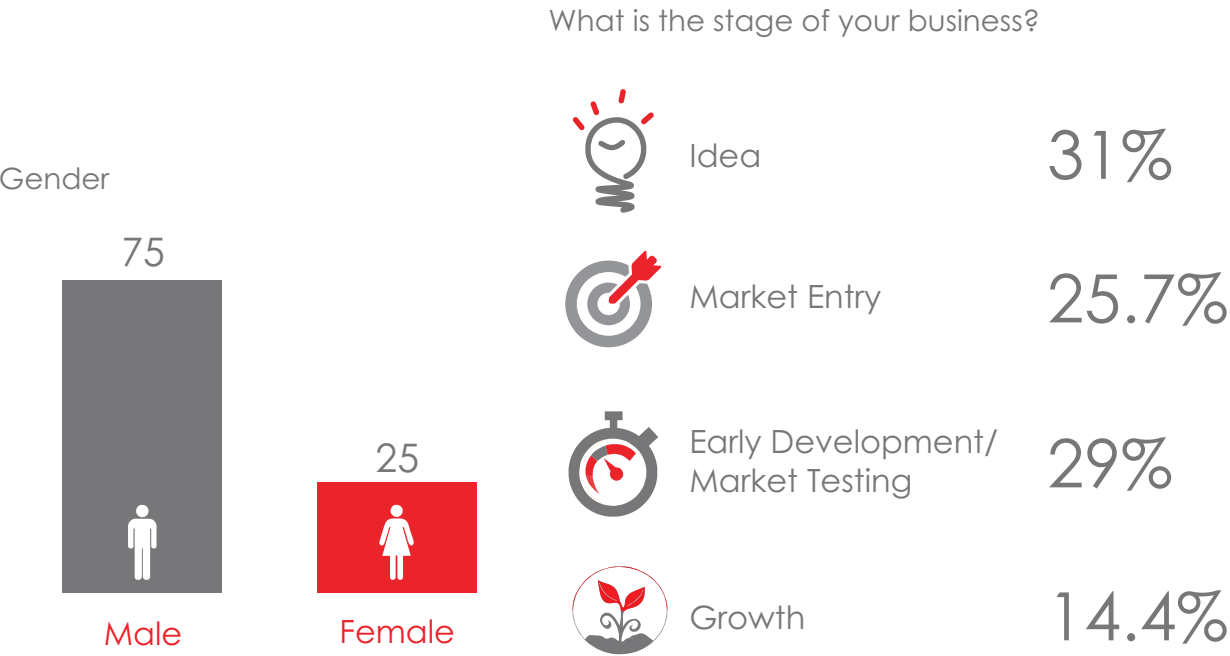 What is the stage of your business?
Idea
31%
Gender
75
Market Entry
25.7%
25
Early Development/
Market Testing
29%
Male
Female
Growth
14.4%